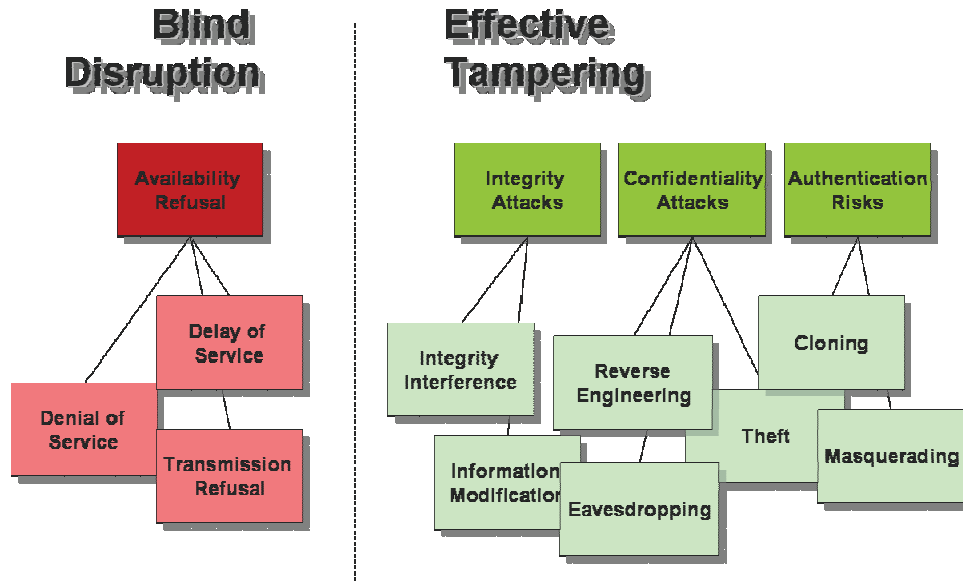 Blind
Disruption
Effective
Tampering
Availability
Refusal
Delay of
Service
Denial of
Service
Transmission
Refusal
Integrity
Attacks
Confidentiality
Attacks
Authentication
Risks
Integrity
Interference
Information
Modification
Reverse
Engineering
Eavesdropping
Theft
Cloning
Masquerading